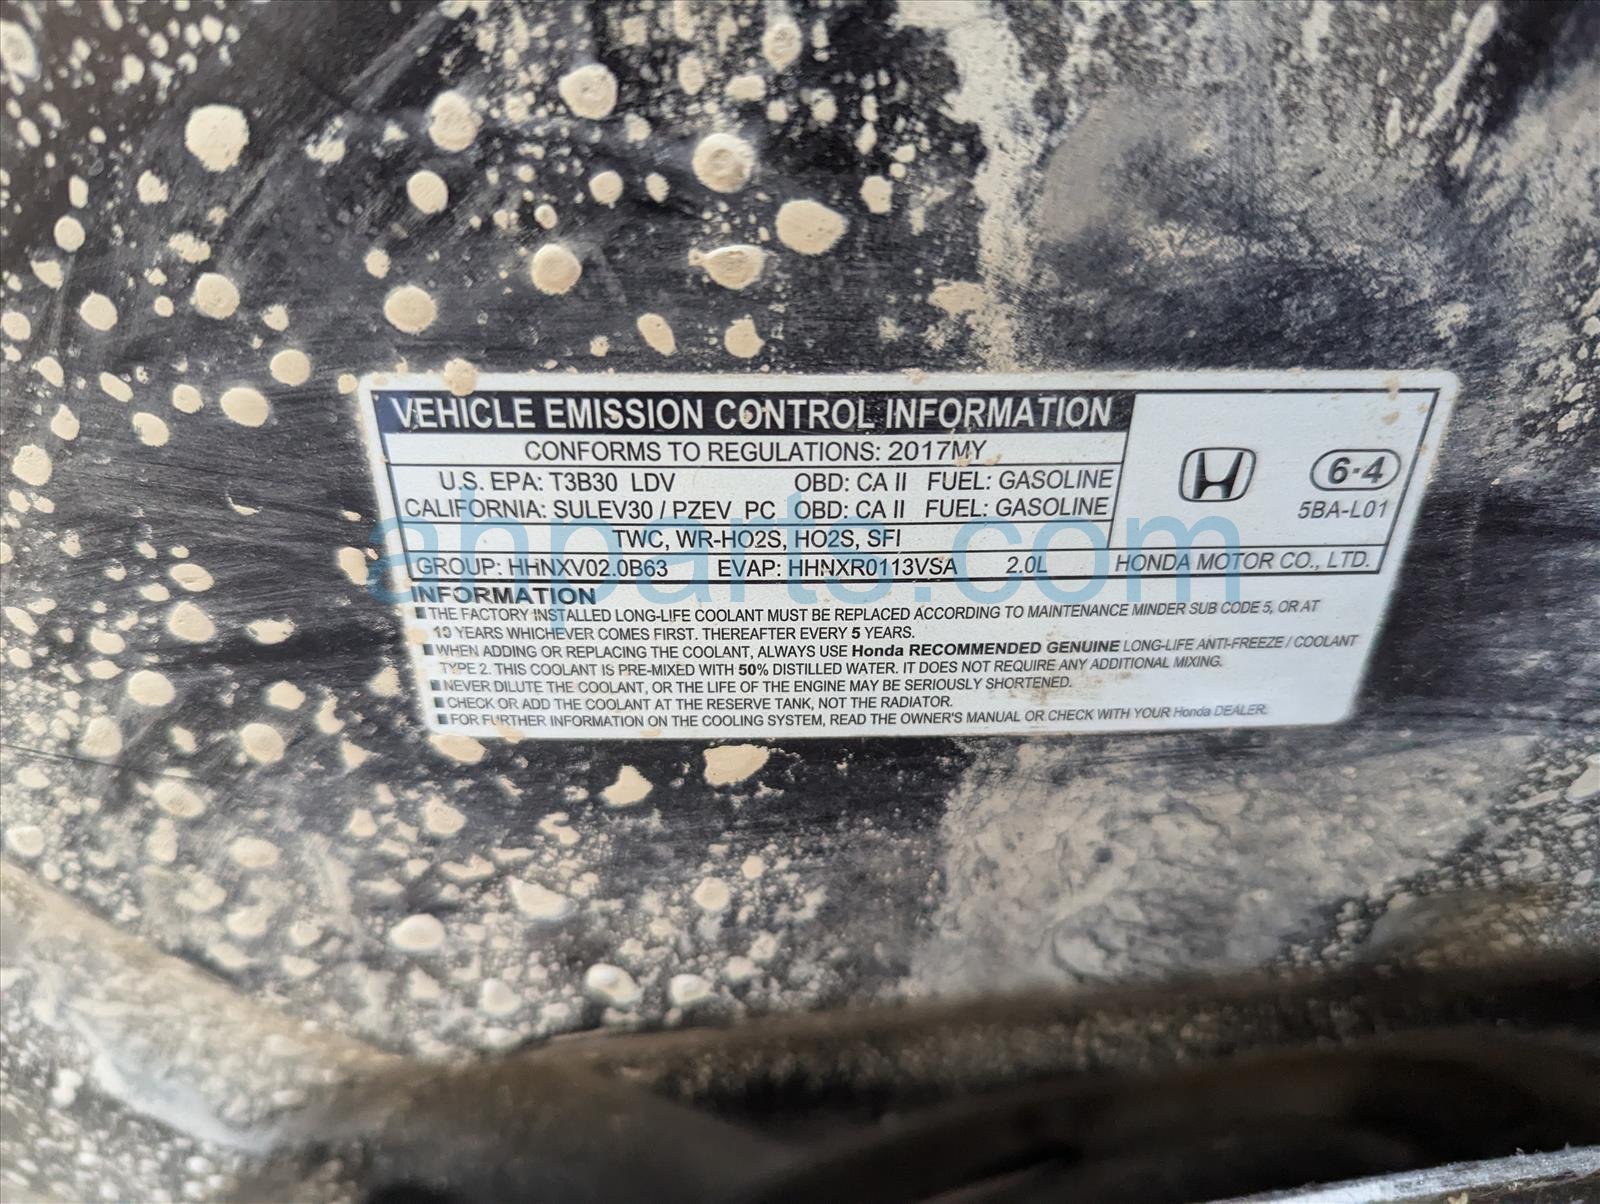 VEHICLE EMISSION CONTROL INFORMATION
CONFORMS TO REGULATIONS: 2017MY
U.S. EPA: T3B30 LDV OBD: CA II FUEL: GASOLINE
CALIFORNIA: SULEV30 / PZEV PC OBD: CA II FUEL: GASOLINE
TWC, WR-HO2S, HO2S, SFI
GROUP: HHNXV02.0B63 EVAP: HHNXR0113VSA 2.0L
6-4
5BA-L01
HONDA MOTOR CO., LTD.
INFORMATION
■ THE FACTORY INSTALLED LONG-LIFE COOLANT MUST BE REPLACED ACCORDING TO MAINTENANCE MINDER SUB CODE 5, OR AT
10 YEARS WHICHEVER COMES FIRST. THEREAFTER EVERY 5 YEARS.
■ WHEN ADDING OR REPLACING THE COOLANT, ALWAYS USE Honda RECOMMENDED GENUINE LONG-LIFE ANTI-FREEZE / COOLANT
TYPE 2. THIS COOLANT IS PRE-MIXED WITH 50% DISTILLED WATER. IT DOES NOT REQUIRE ANY ADDITIONAL MIXING.
■ NEVER DILUTE THE COOLANT, OR THE LIFE OF THE ENGINE MAY BE SERIOUSLY SHORTENED.
■ CHECK OR ADD THE COOLANT AT THE RESERVE TANK, NOT THE RADIATOR.
■ FOR FURTHER INFORMATION ON THE COOLING SYSTEM, READ THE OWNER'S MANUAL OR CHECK WITH YOUR Honda DEALER.
ahparts.com